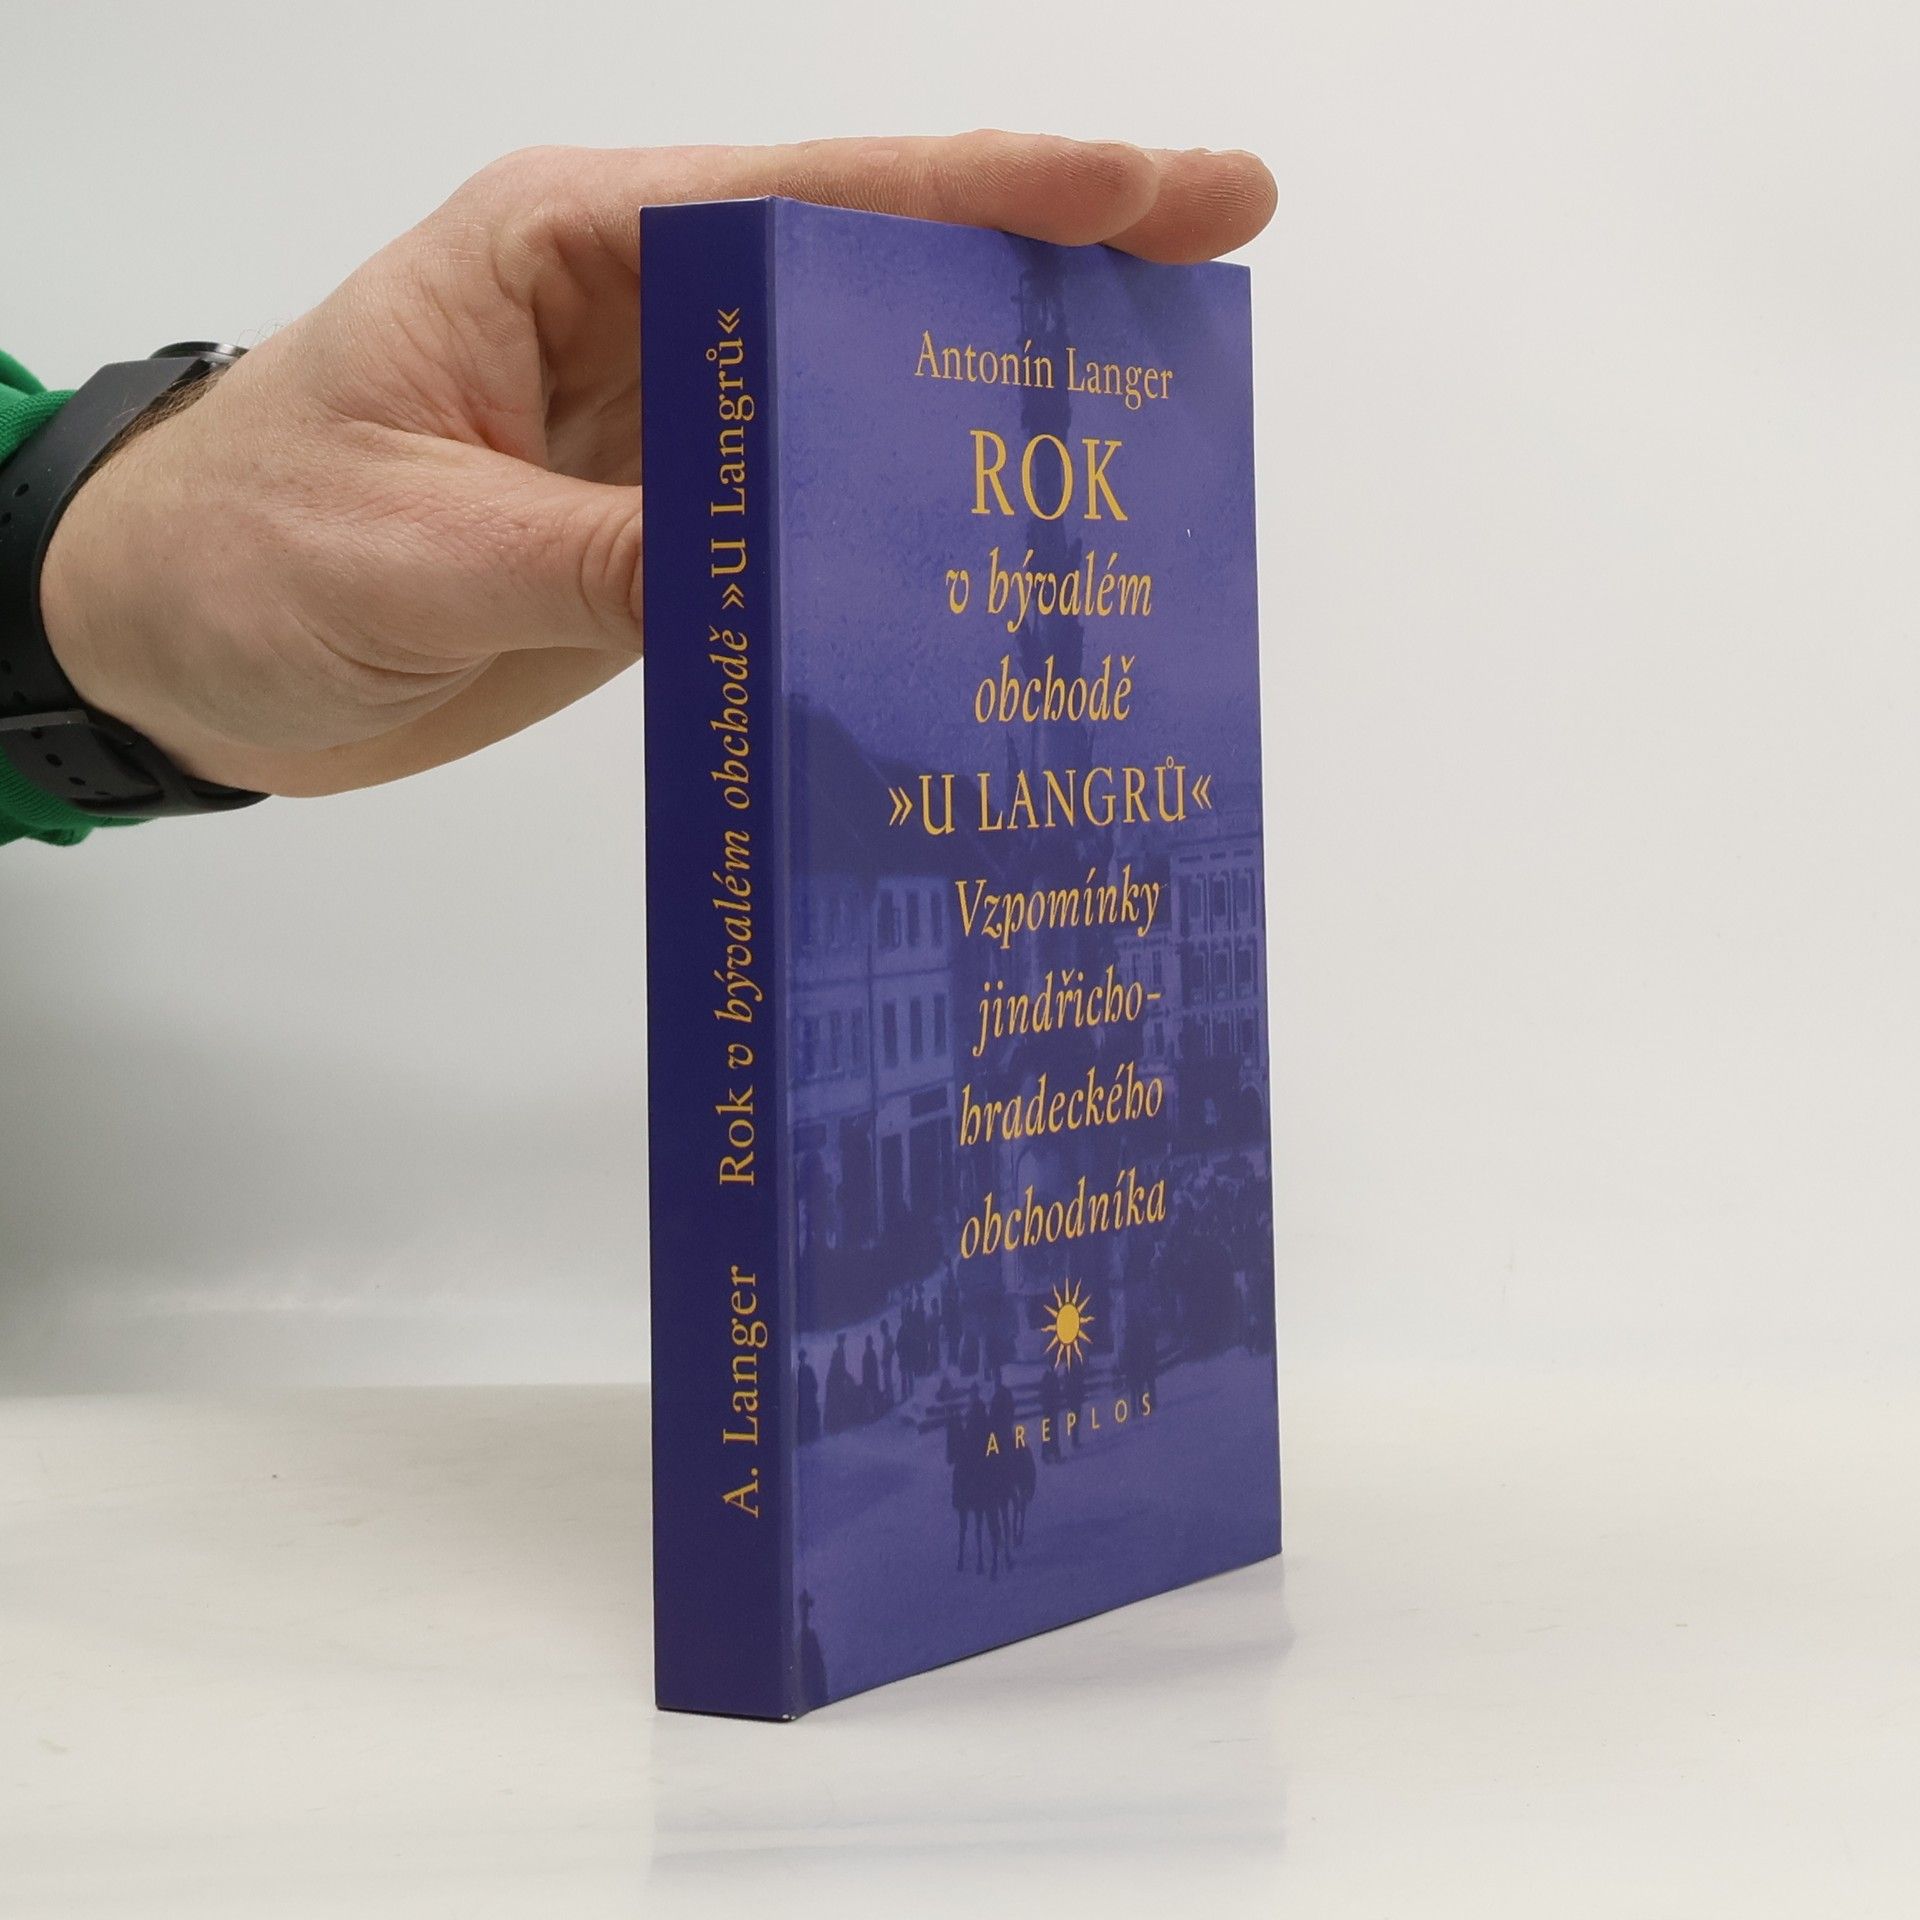 A. Langer Rok v bývalém obchodě »U Langrů«
Antonín Langer
ROK
v bývalém
obchodě
»U LANGRŮ«
Vzpomínky
jindřicho-
hradeckého
obchodníka
AREPLOS